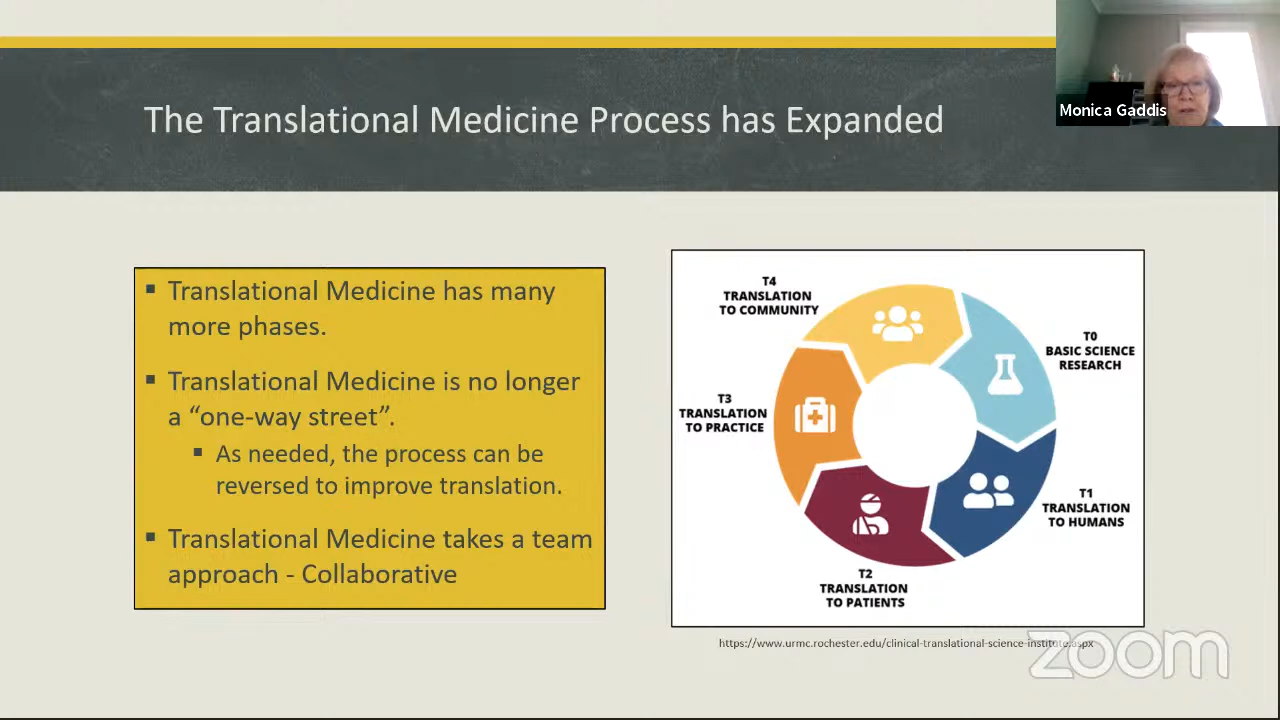 The Translational Medicine Process has Expanded
Monica Gaddis
▪ Translational Medicine has many
more phases.
▪ Translational Medicine is no longer
a “one-way street”.
▪ As needed, the process can be
reversed to improve translation.
▪ Translational Medicine takes a team
approach - Collaborative
T4
TRANSLATION
TO COMMUNITY
T0
BASIC SCIENCE
RESEARCH
T3
TRANSLATION
TO PRACTICE
T1
TRANSLATION
TO HUMANS
T2
TRANSLATION
TO PATIENTS
https://www.urmc.rochester.edu/clinical-translational-science-institute.aspx
zoom